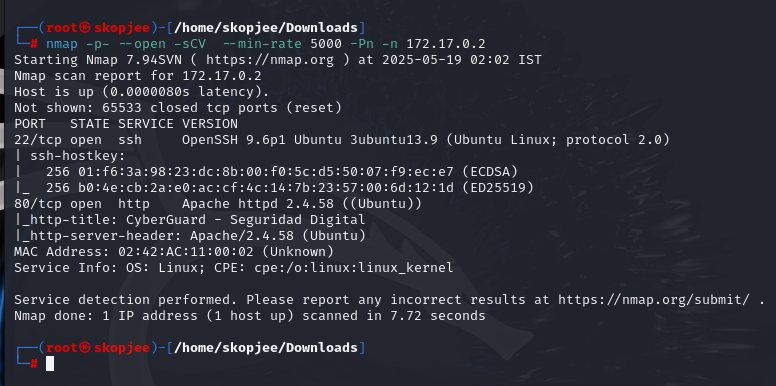 ┌──(root㉿skopjee)-[/home/skopjee/Downloads]
└─# nmap -p- --open -sCV  --min-rate 5000 -Pn -n 172.17.0.2
Starting Nmap 7.94SVN ( https://nmap.org ) at 2025-05-19 02:02 IST
Nmap scan report for 172.17.0.2
Host is up (0.0000080s latency).
Not shown: 65533 closed tcp ports (reset)
PORT   STATE SERVICE VERSION
22/tcp open  ssh     OpenSSH 9.6p1 Ubuntu 3ubuntu13.9 (Ubuntu Linux; protocol 2.0)
| ssh-hostkey:
|   256 01:f6:3a:98:23:dc:8b:00:f0:5c:d5:50:07:f9:ec:e7 (ECDSA)
|_  256 b0:4e:cb:2a:e0:ac:cf:4c:14:7b:23:57:00:6d:12:1d (ED25519)
80/tcp open  http    Apache httpd 2.4.58 ((Ubuntu))
|_http-title: CyberGuard - Seguridad Digital
|_http-server-header: Apache/2.4.58 (Ubuntu)
MAC Address: 02:42:AC:11:00:02 (Unknown)
Service Info: OS: Linux; CPE: cpe:/o:linux:linux_kernel

Service detection performed. Please report any incorrect results at https://nmap.org/submit/ .
Nmap done: 1 IP address (1 host up) scanned in 7.72 seconds

┌──(root㉿skopjee)-[/home/skopjee/Downloads]
└─#